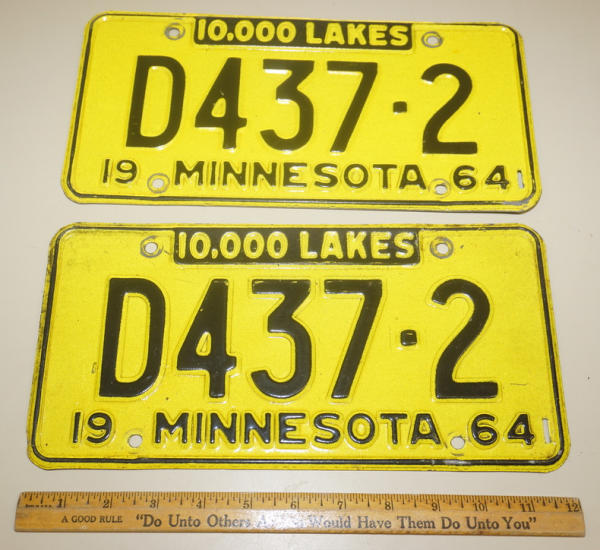 10,000 LAKES
D437·2
19 MINNESOTA 64
10,000 LAKES
D437·2
19 MINNESOTA 64
1 2 3 4 5 6 7 8 9 10 11 12
A GOOD RULE "Do Unto Others Would Have Them Do Unto You"